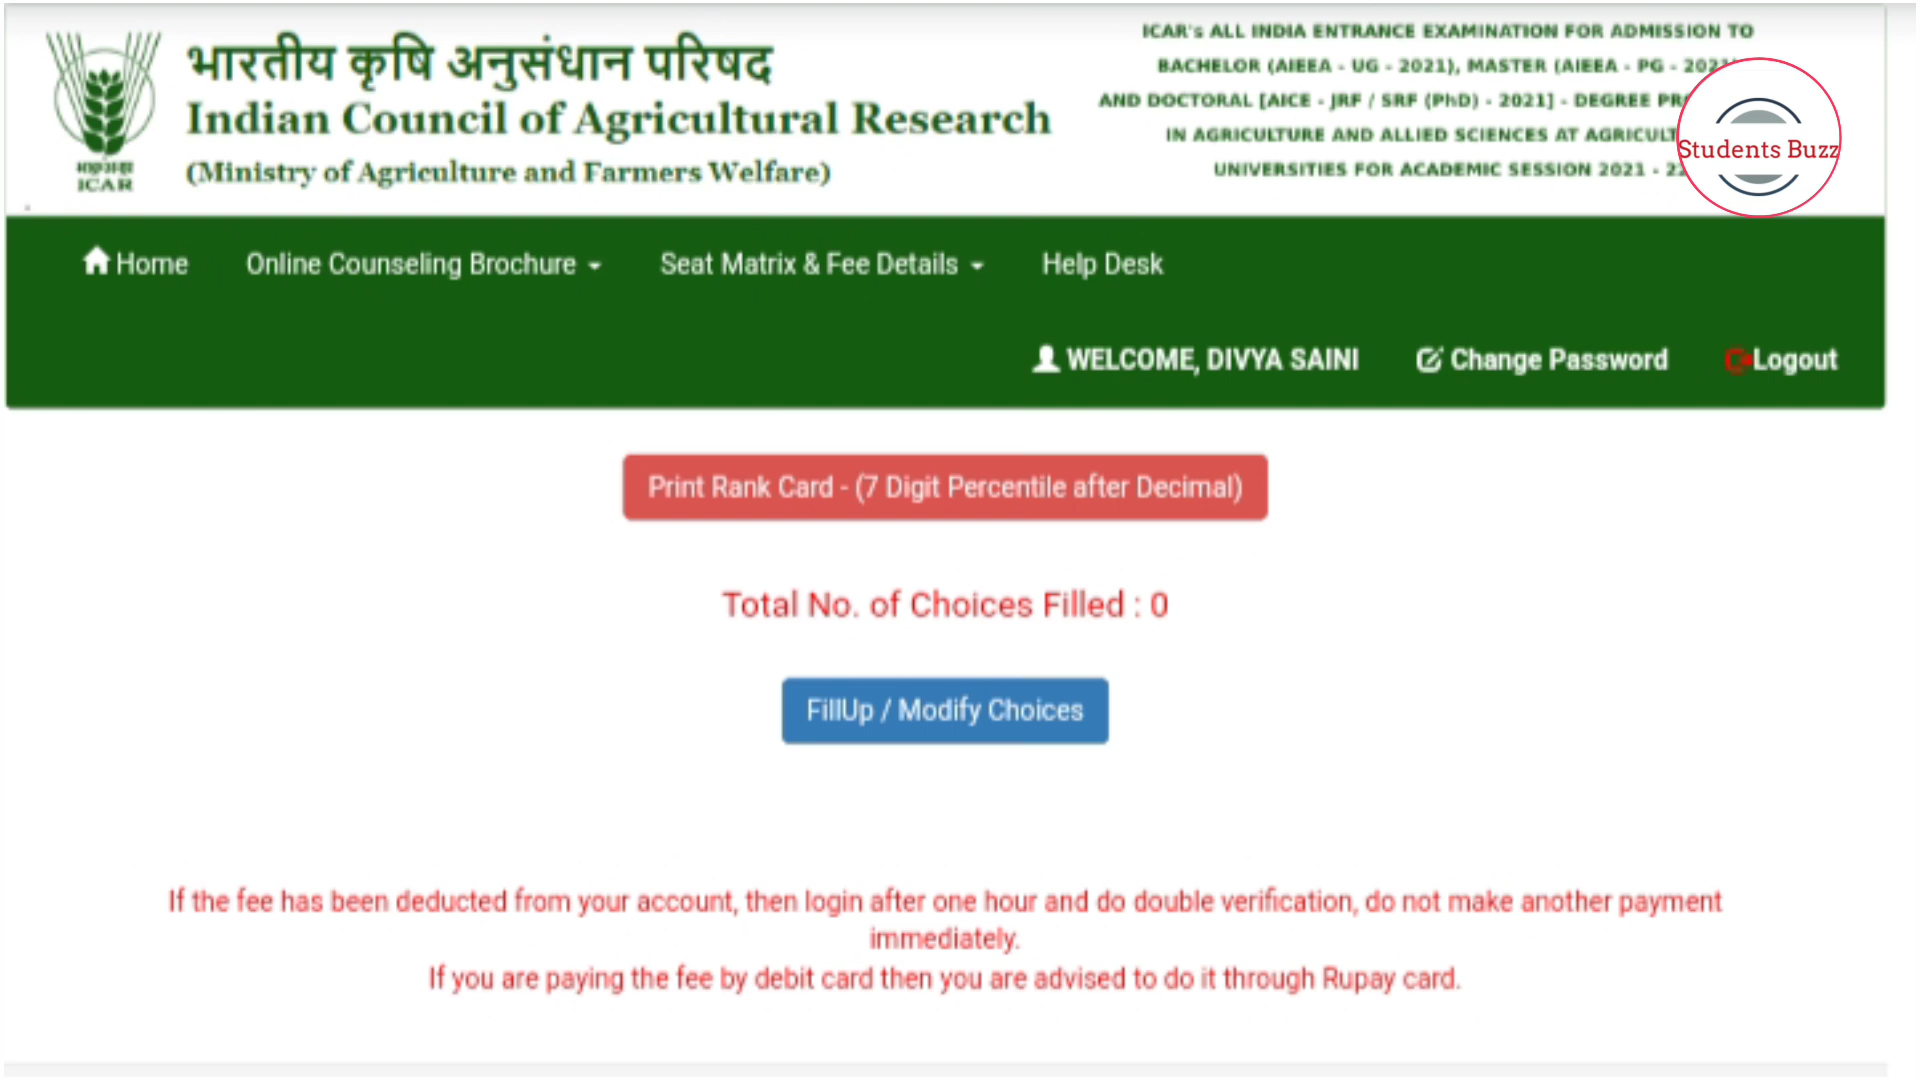 भारतीय कृषि अनुसंधान परिषद
Indian Council of Agricultural Research
(Ministry of Agriculture and Farmers Welfare)
ICAR
ICAR's ALL INDIA ENTRANCE EXAMINATION FOR ADMISSION TO
BACHELOR (AIEEA - UG - 2021), MASTER (AIEEA - PG - 2021
AND DOCTORAL [AICE - JRF / SRF (PhD) - 2021] - DEGREE
IN AGRICULTURE AND ALLIED SCIENCES AT
UNIVERSITIES FOR ACADEMIC SESSION 2021 -
Students Buzz
Home Online Counseling Brochure Seat Matrix & Fee Details Help Desk
WELCOME, DIVYA SAINI Change Password Logout
Print Rank Card - (7 Digit Percentile after Decimal)
Total No. of Choices Filled : 0
FillUp / Modify Choices
If the fee has been deducted from your account, then login after one hour and do double verification, do not make another payment
immediately.
If you are paying the fee by debit card then you are advised to do it through Rupay card.